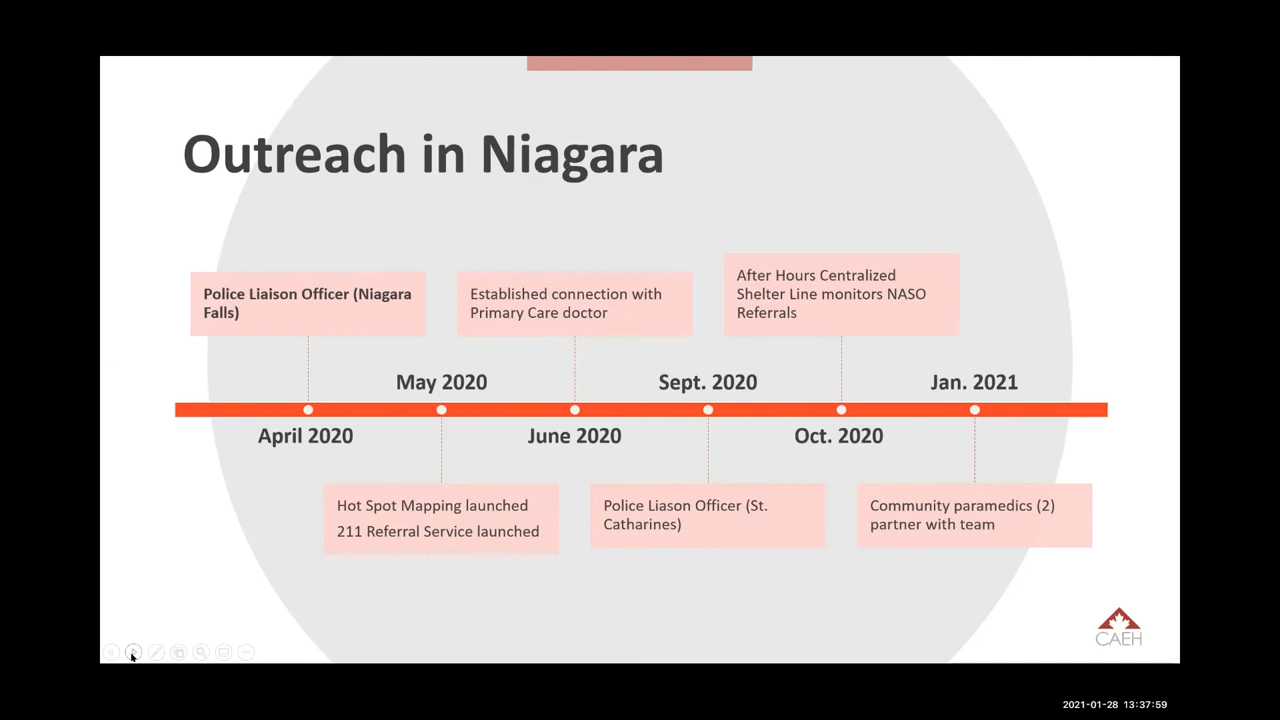 Outreach in Niagara
Police Liaison Officer (Niagara
Falls)
Established connection with
Primary Care doctor
After Hours Centralized
Shelter Line monitors NASO
Referrals
May 2020
Sept. 2020
Jan. 2021
April 2020
June 2020
Oct. 2020
Hot Spot Mapping launched
211 Referral Service launched
Police Liason Officer (St.
Catharines)
Community paramedics (2)
partner with team
CAEH
2021-01-28 13:37:59